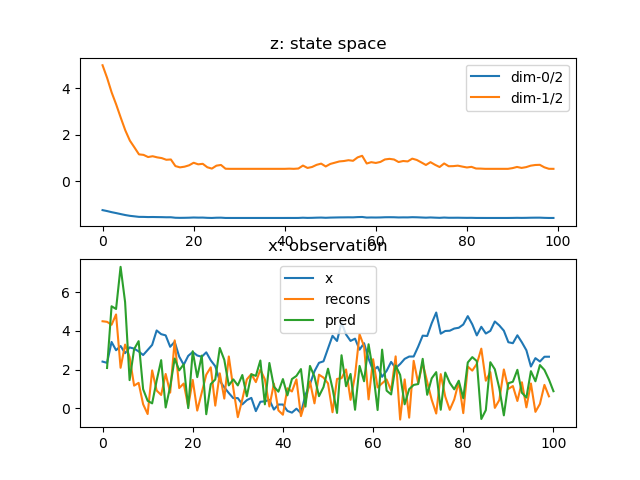 z: state space
dim-0/2
dim-1/2
4
2
0
0 20 40 60 80 100
x: observation
x
recons
pred
6
4
2
0
0 20 40 60 80 100